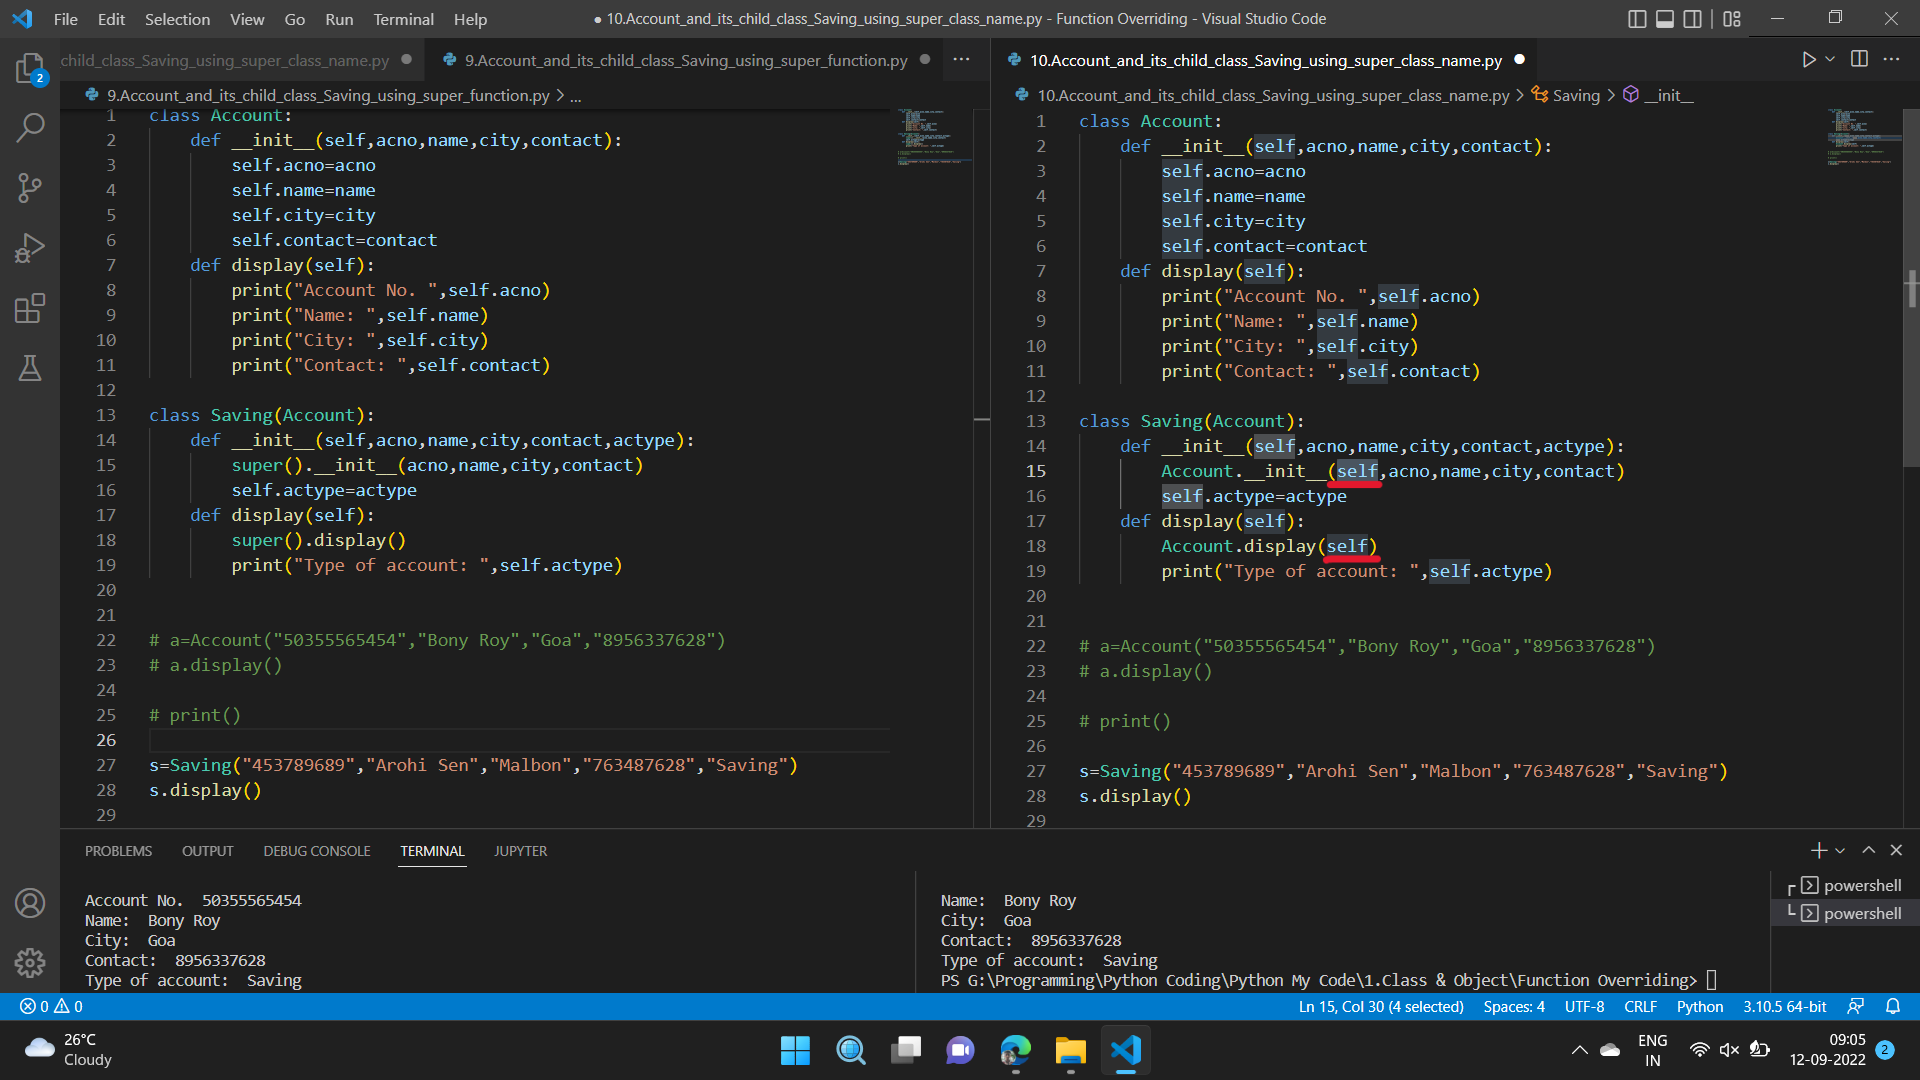 File Edit Selection View Go Run Terminal Help
● 10.Account_and_its_child_class_Saving_using_super_class_name.py - Function Overriding - Visual Studio Code
child_class_Saving_using_super_class_name.py ●
9.Account_and_its_child_class_Saving_using_super_function.py ● ...
9.Account_and_its_child_class_Saving_using_super_function.py > ...
1 class Account:
2 def __init__(self,acno,name,city,contact):
3 self.acno=acno
4 self.name=name
5 self.city=city
6 self.contact=contact
7 def display(self):
8 print("Account No. ",self.acno)
9 print("Name: ",self.name)
10 print("City: ",self.city)
11 print("Contact: ",self.contact)
12
13 class Saving(Account):
14 def __init__(self,acno,name,city,contact,actype):
15 super().__init__(acno,name,city,contact)
16 self.actype=actype
17 def display(self):
18 super().display()
19 print("Type of account: ",self.actype)
20
21
22 # a=Account("50355565454","Bony Roy","Goa","8956337628")
23 # a.display()
24
25 # print()
26
27 s=Saving("453789689","Arohi Sen","Malbon","763487628","Saving")
28 s.display()
29
10.Account_and_its_child_class_Saving_using_super_class_name.py ●
10.Account_and_its_child_class_Saving_using_super_class_name.py > Saving > __init__
1 class Account:
2 def __init__(self,acno,name,city,contact):
3 self.acno=acno
4 self.name=name
5 self.city=city
6 self.contact=contact
7 def display(self):
8 print("Account No. ",self.acno)
9 print("Name: ",self.name)
10 print("City: ",self.city)
11 print("Contact: ",self.contact)
12
13 class Saving(Account):
14 def __init__(self,acno,name,city,contact,actype):
15 Account.__init__(self,acno,name,city,contact)
16 self.actype=actype
17 def display(self):
18 Account.display(self)
19 print("Type of account: ",self.actype)
20
21
22 # a=Account("50355565454","Bony Roy","Goa","8956337628")
23 # a.display()
24
25 # print()
26
27 s=Saving("453789689","Arohi Sen","Malbon","763487628","Saving")
28 s.display()
29
PROBLEMS OUTPUT DEBUG CONSOLE TERMINAL JUPYTER
Account No.  50355565454
Name:  Bony Roy
City:  Goa
Contact:  8956337628
Type of account:  Saving
Name:  Bony Roy
City:  Goa
Contact:  8956337628
Type of account:  Saving
PS G:\Programming\Python Coding\Python My Code\1.Class & Object\Function Overriding>
powershell
powershell
2
0 0
Ln 15, Col 30 (4 selected) Spaces: 4 UTF-8 CRLF Python 3.10.5 64-bit
26°C
Cloudy
ENG
IN
09:05
12-09-2022
2